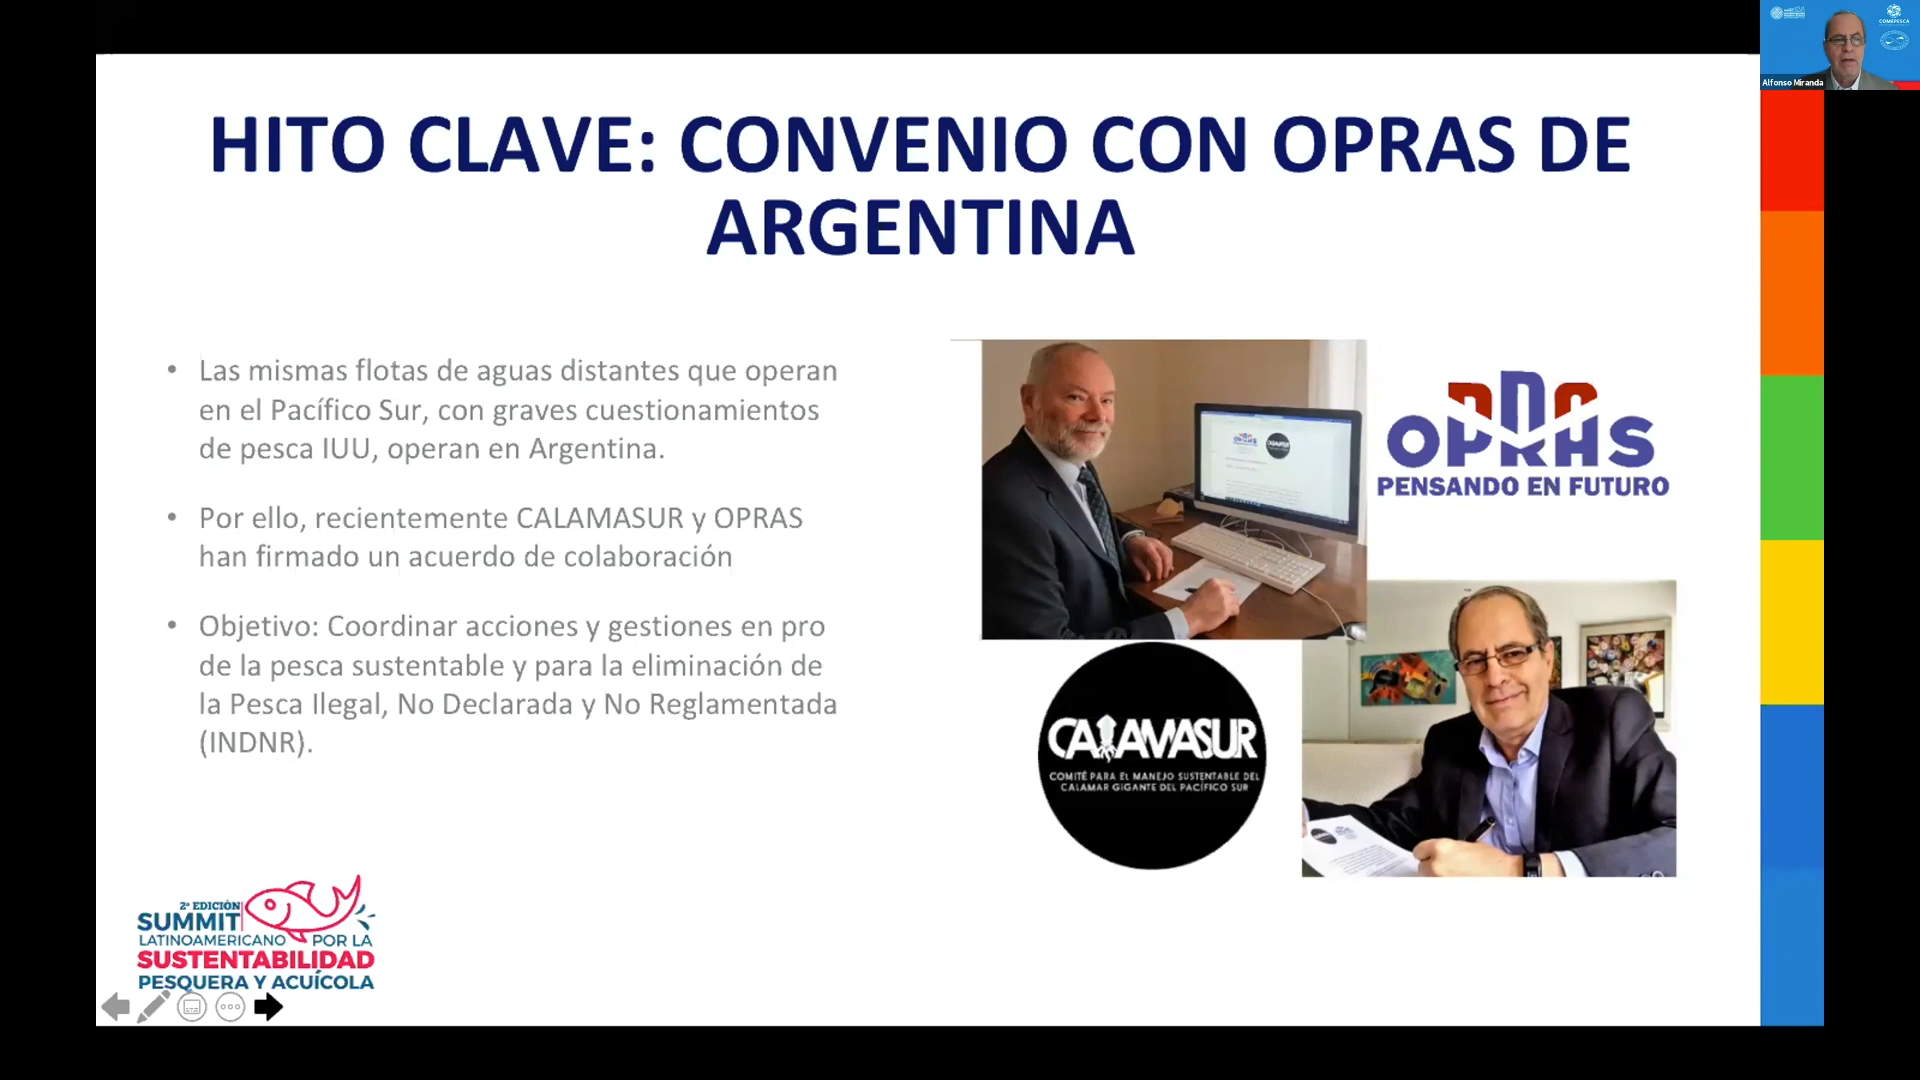 HITO CLAVE: CONVENIO CON OPRAS DE
ARGENTINA
• Las mismas flotas de aguas distantes que operan
en el Pacífico Sur, con graves cuestionamientos
de pesca IUU, operan en Argentina.
• Por ello, recientemente CALAMASUR y OPRAS
han firmado un acuerdo de colaboración
• Objetivo: Coordinar acciones y gestiones en pro
de la pesca sustentable y para la eliminación de
la Pesca Ilegal, No Declarada y No Reglamentada
(INDNR).
OPRAS
PENSANDO EN FUTURO
CALAMASUR
COMITÉ PARA EL MANEJO SUSTENTABLE DEL
CALAMAR GIGANTE DEL PACÍFICO SUR
2ª EDICIÓN
SUMMIT
LATINOAMERICANO POR LA
SUSTENTABILIDAD
PESQUERA Y ACUÍCOLA
COMEPESCA
Alfonso Miranda